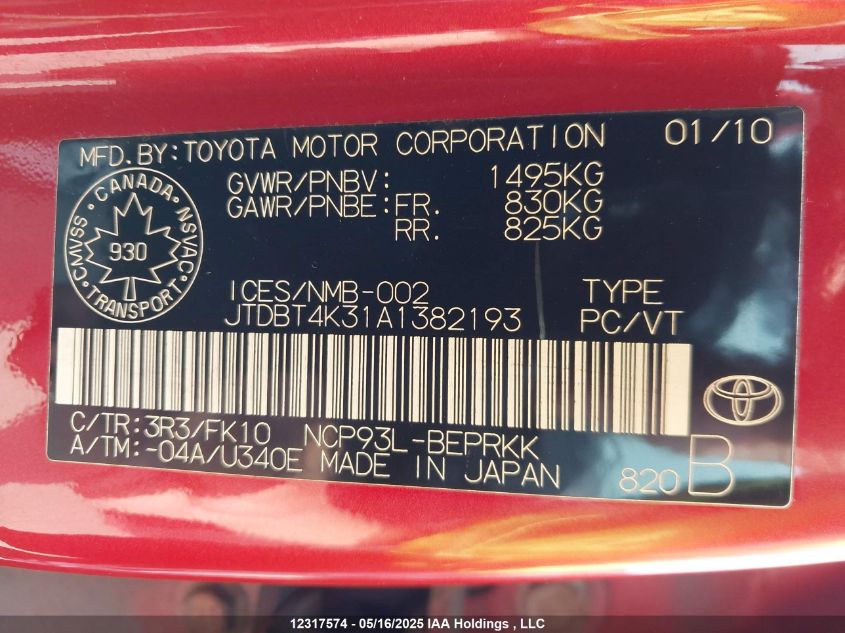 MFD.BY:TOYOTA MOTOR CORPORATION 01/10
GVWR/PNBV: 1495KG
GAWR/PNBE:FR. 830KG
RR. 825KG
CANADA
CMVSS NSVAC
930
TRANSPORT
ICES/NMB-002 TYPE
JTDBT4K31A1382193 PC/VT
C/TR:3R3/FK10 NCP93L-BEPRKK
A/TM:-04A/U340E MADE IN JAPAN 820 B
12317574 - 05/16/2025 IAA Holdings , LLC